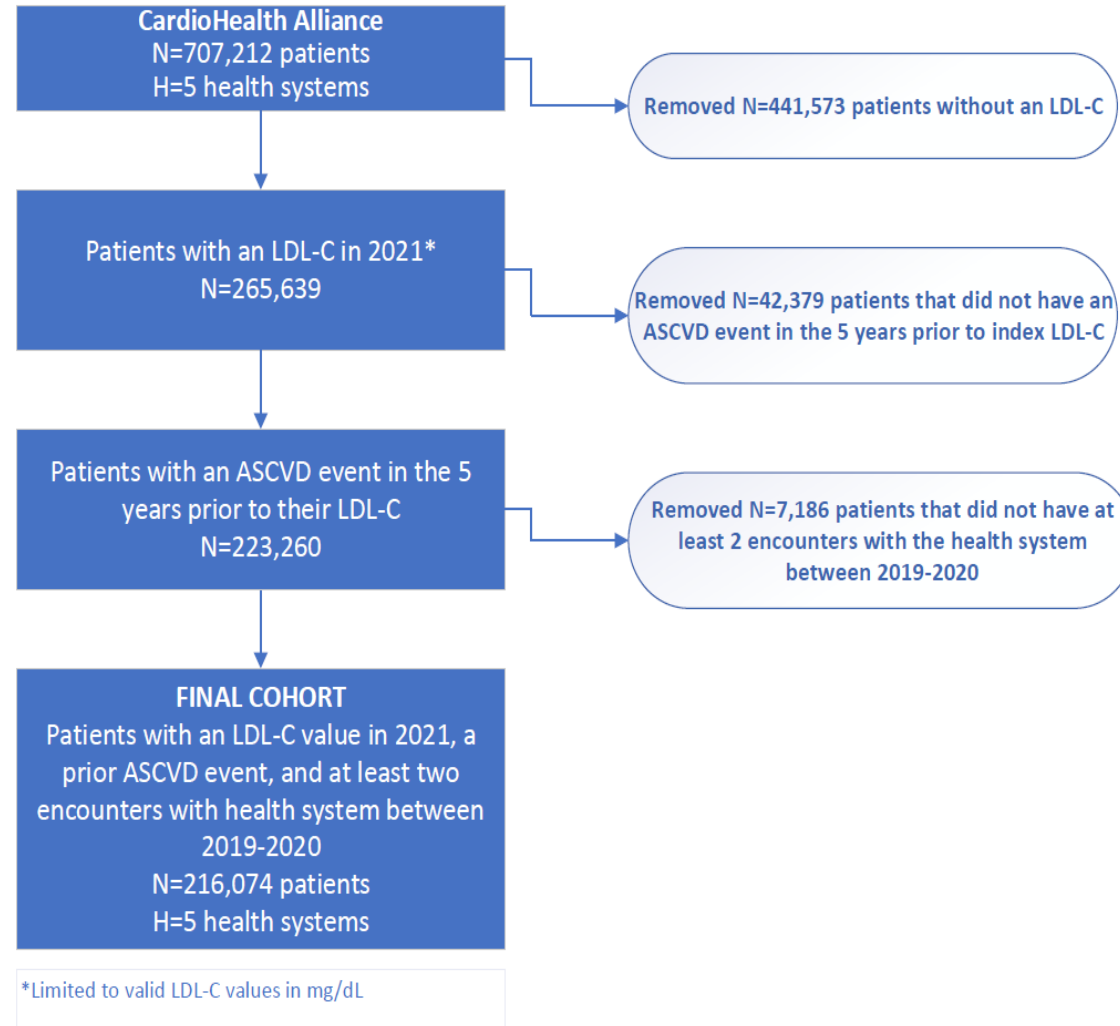 CardioHealth Alliance
N=707,212 patients
H=5 health systems
Removed N=441,573 patients without an LDL-C
Patients with an LDL-C in 2021*
N=265,639
Removed N=42,379 patients that did not have an
ASCVD event in the 5 years prior to index LDL-C
Patients with an ASCVD event in the 5
years prior to their LDL-C
N=223,260
Removed N=7,186 patients that did not have at
least 2 encounters with the health system
between 2019-2020
FINAL COHORT
Patients with an LDL-C value in 2021, a
prior ASCVD event, and at least two
encounters with health system between
2019-2020
N=216,074 patients
H=5 health systems
*Limited to valid LDL-C values in mg/dL